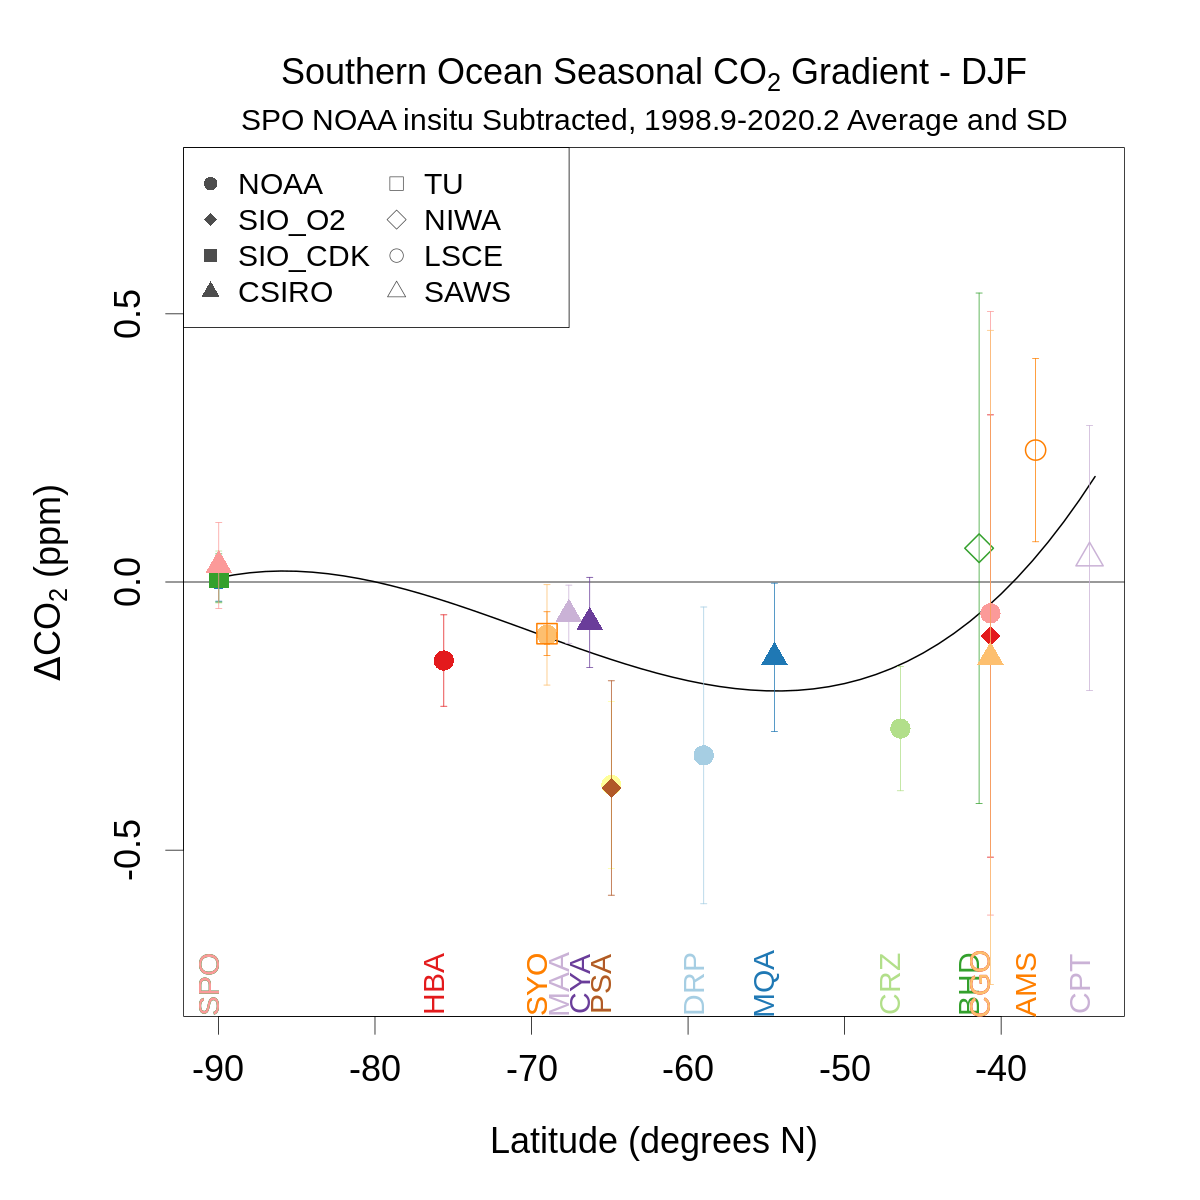 Southern Ocean Seasonal CO2 Gradient - DJF
SPO NOAA insitu Subtracted, 1998.9-2020.2 Average and SD
NOAA
SIO_O2
SIO_CDK
CSIRO
TU
NIWA
LSCE
SAWS
ΔCO2 (ppm)
0.5
0.0
-0.5
SPO
HBA
SYO
MAA
CYA
PSA
DRP
MQA
CRZ
BHD
CGO
AMS
CPT
-90
-80
-70
-60
-50
-40
Latitude (degrees N)